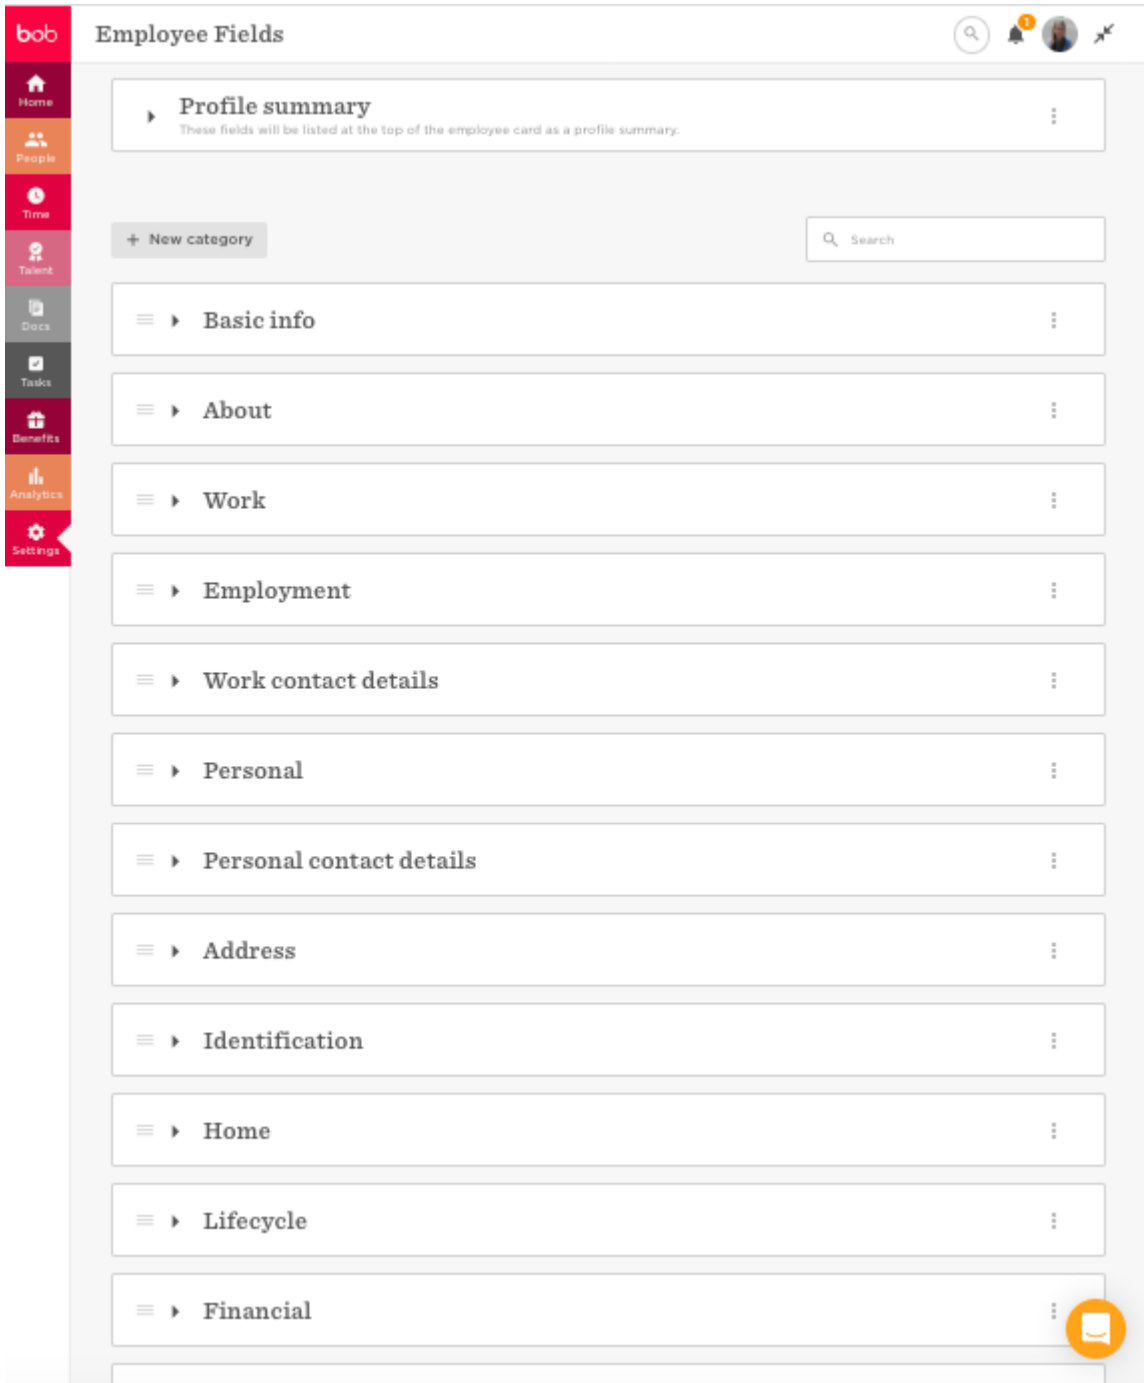 bob
Employee Fields
1
Home
People
Time
Talent
Docs
Tasks
Benefits
Analytics
Settings
Profile summary
These fields will be listed at the top of the employee card as a profile summary.
+ New category
Search
Basic info
About
Work
Employment
Work contact details
Personal
Personal contact details
Address
Identification
Home
Lifecycle
Financial